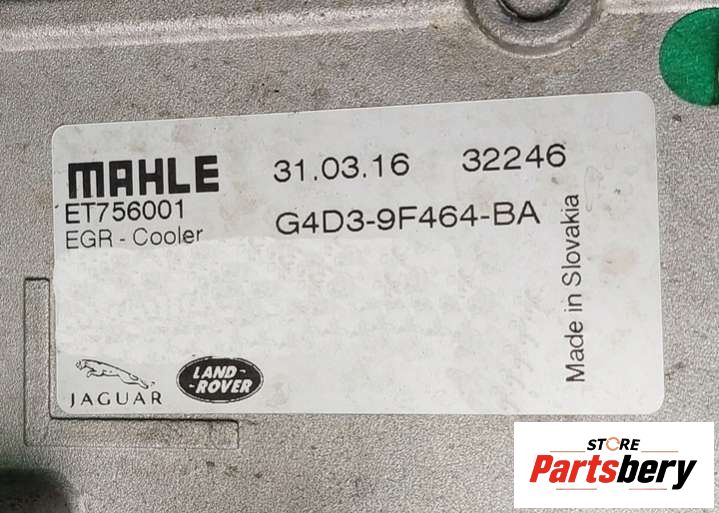 MAHLE 31.03.16 32246
ET756001 G4D3-9F464-BA
EGR - Cooler
Made in Slovakia
JAGUAR
LAND-
-ROVER
STORE
Partsbery